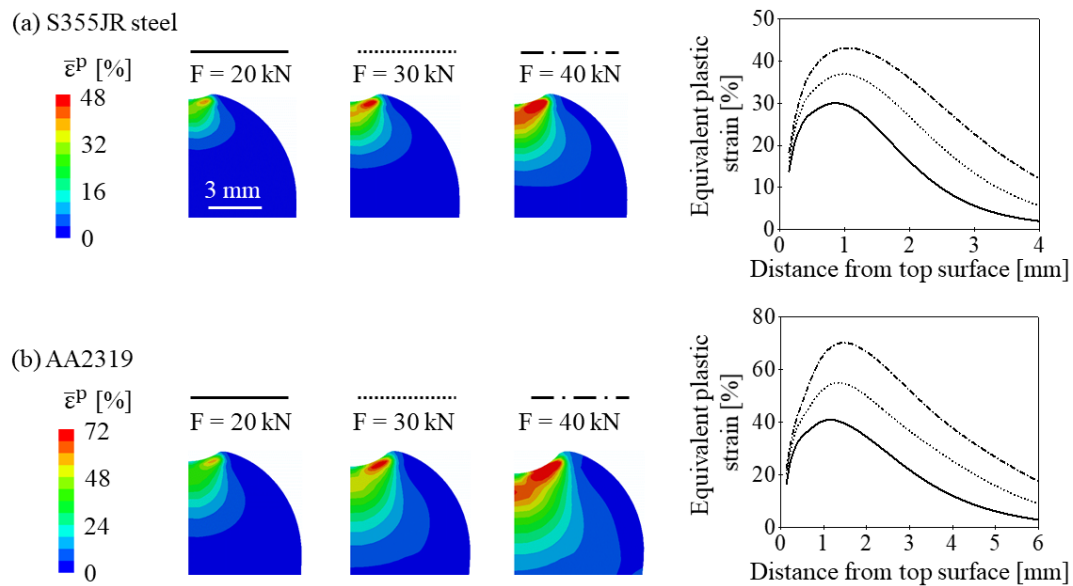 (a) S355JR steel
ε̅ᵖ [%]
48
32
16
0
F = 20 kN
F = 30 kN
F = 40 kN
3 mm
Equivalent plastic
strain [%]
50
40
30
20
10
0
0 1 2 3 4
Distance from top surface [mm]
(b) AA2319
ε̅ᵖ [%]
72
48
24
0
F = 20 kN
F = 30 kN
F = 40 kN
Equivalent plastic
strain [%]
80
60
40
20
0
0 1 2 3 4 5 6
Distance from top surface [mm]